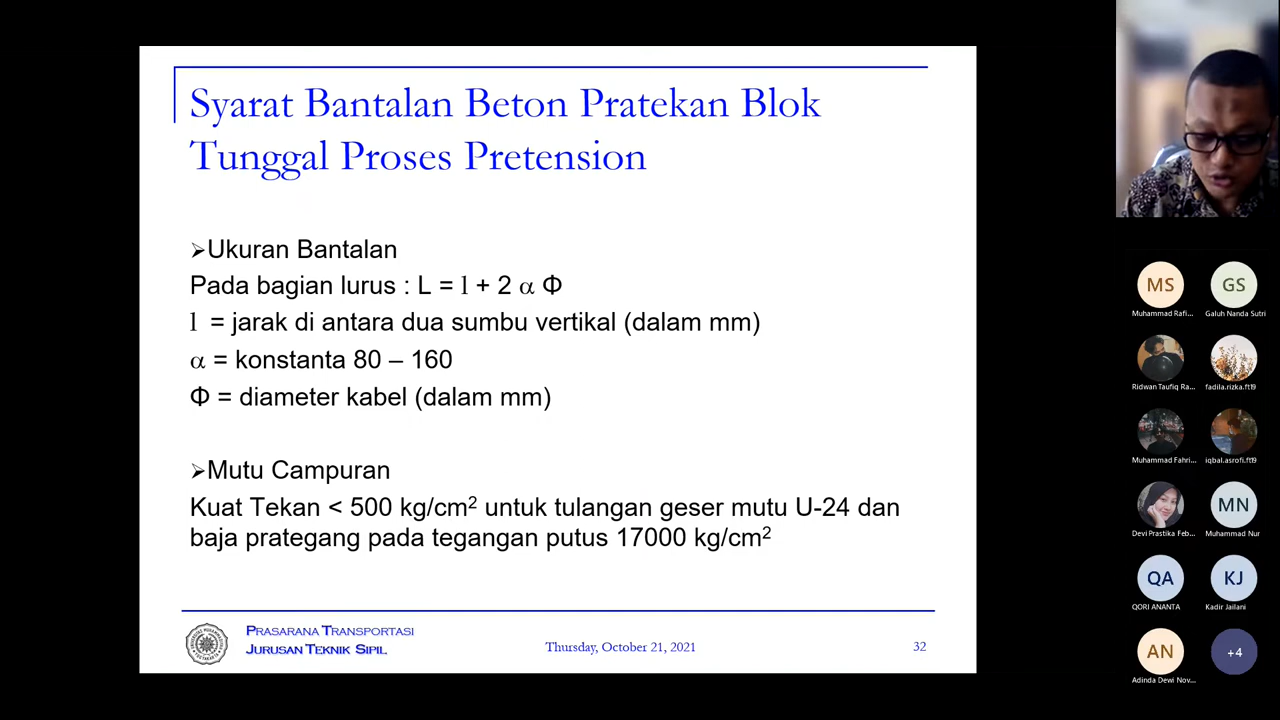 Syarat Bantalan Beton Pratekan Blok
Tunggal Proses Pretension
➢Ukuran Bantalan
Pada bagian lurus : L = l + 2 α Φ
l = jarak di antara dua sumbu vertikal (dalam mm)
α = konstanta 80 – 160
Φ = diameter kabel (dalam mm)
➢Mutu Campuran
Kuat Tekan < 500 kg/cm² untuk tulangan geser mutu U-24 dan
baja prategang pada tegangan putus 17000 kg/cm²
PRASARANA TRANSPORTASI
JURUSAN TEKNIK SIPIL
Thursday, October 21, 2021
32
MS
GS
Muhammad Rafi...
Galuh Nanda Sutri
Ridwan Taufiq Ra...
fadila.rizka.ft19
Muhammad Fahri...
iqbal.asrofi.ft19
MN
Devi Prastika Feb...
Muhammad Nur
QA
KJ
QORI ANANTA
Kadir Jailani
AN
+4
Adinda Dewi Nov...